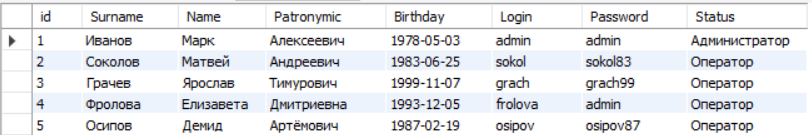 id Surname Name Patronymic Birthday Login Password Status
1 Иванов Марк Алексеевич 1978-05-03 admin admin Администратор
2 Соколов Матвей Андреевич 1983-06-25 sokol sokol83 Оператор
3 Грачев Ярослав Тимурович 1999-11-07 grach grach99 Оператор
4 Фролова Елизавета Дмитриевна 1993-12-05 frolova admin Оператор
5 Осипов Демид Артёмович 1987-02-19 osipov osipov87 Оператор